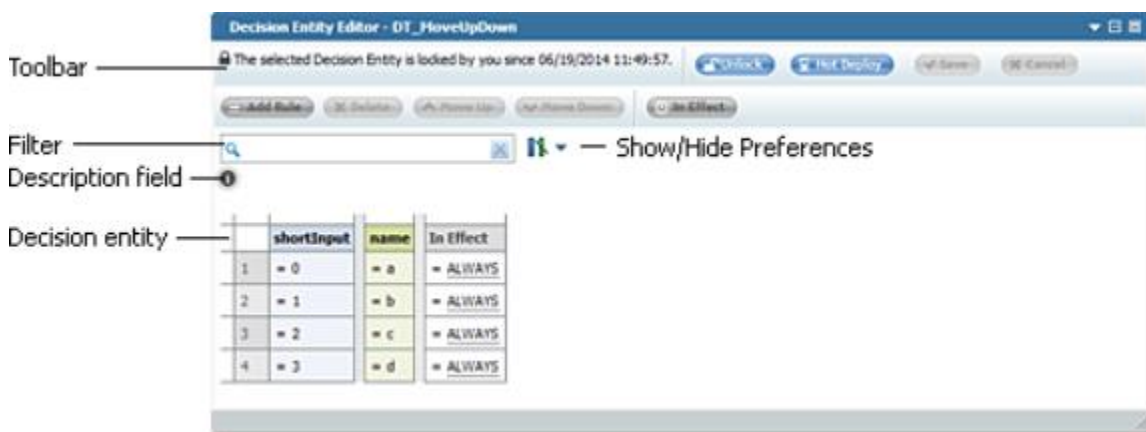 Decision Entity Editor - DT_MoveUpDown
Toolbar
The selected Decision Entity is locked by you since 06/19/2014 11:49:57. Unlock Hot Deploy Save Cancel
Add Rule Delete Move Up Move Down In Effect
Filter
Show/Hide Preferences
Description field
Decision entity
shortInput name In Effect
1 = 0 = a = ALWAYS
2 = 1 = b = ALWAYS
3 = 2 = c = ALWAYS
4 = 3 = d = ALWAYS